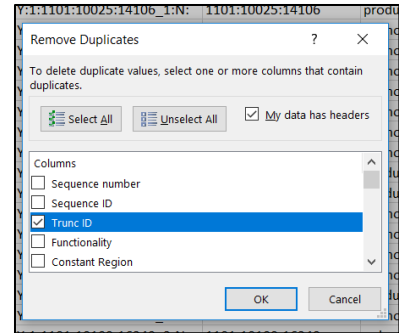 Y:1:1101:10025:14106_1:N: 1101:10025:14106 produ
Remove Duplicates ? ×
To delete duplicate values, select one or more columns that contain
duplicates.
Select All Unselect All My data has headers
Columns
Sequence number
Sequence ID
Trunc ID
Functionality
Constant Region
OK Cancel